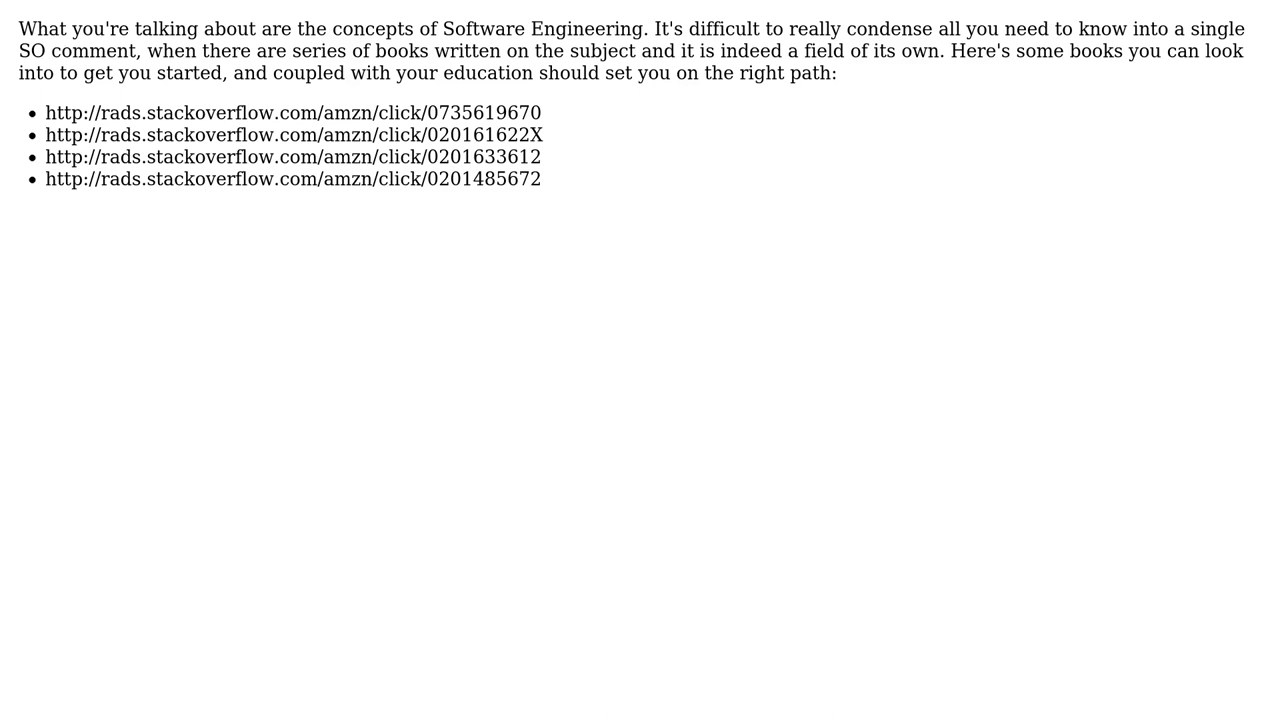 What you're talking about are the concepts of Software Engineering. It's difficult to really condense all you need to know into a single
SO comment, when there are series of books written on the subject and it is indeed a field of its own. Here's some books you can look
into to get you started, and coupled with your education should set you on the right path:
• http://rads.stackoverflow.com/amzn/click/0735619670
• http://rads.stackoverflow.com/amzn/click/020161622X
• http://rads.stackoverflow.com/amzn/click/0201633612
• http://rads.stackoverflow.com/amzn/click/0201485672